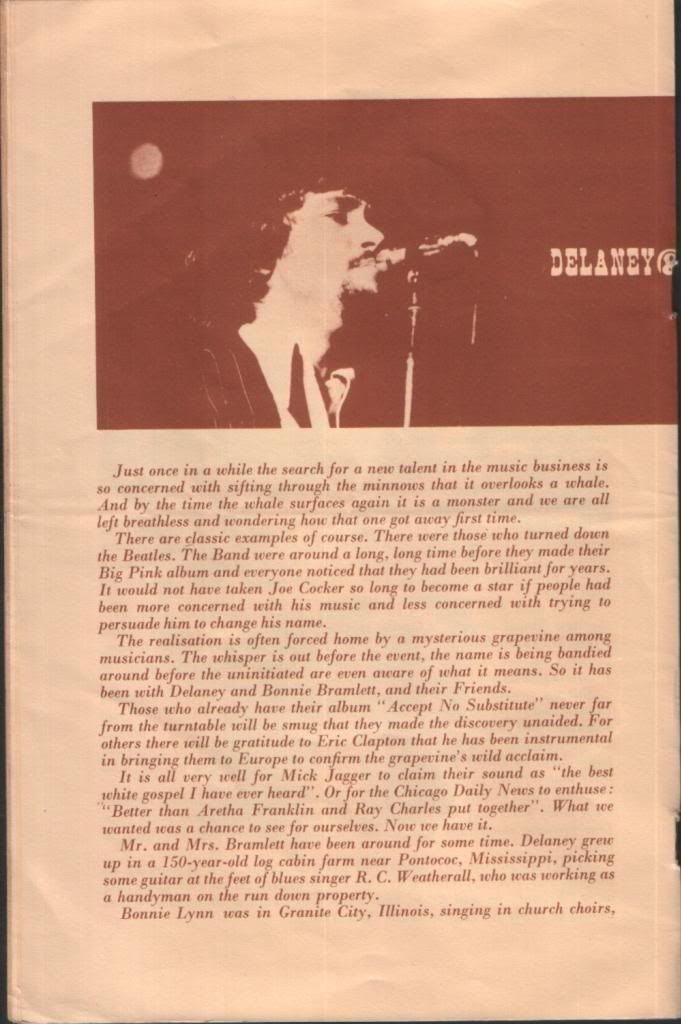 DELANEY&
Just once in a while the search for a new talent in the music business is
so concerned with sifting through the minnows that it overlooks a whale.
And by the time the whale surfaces again it is a monster and we are all
left breathless and wondering how that one got away first time.
There are classic examples of course. There were those who turned down
the Beatles. The Band were around a long, long time before they made their
Big Pink album and everyone noticed that they had been brilliant for years.
It would not have taken Joe Cocker so long to become a star if people had
been more concerned with his music and less concerned with trying to
persuade him to change his name.
The realisation is often forced home by a mysterious grapevine among
musicians. The whisper is out before the event, the name is being bandied
around before the uninitiated are even aware of what it means. So it has
been with Delaney and Bonnie Bramlett, and their Friends.
Those who already have their album "Accept No Substitute" never far
from the turntable will be smug that they made the discovery unaided. For
others there will be gratitude to Eric Clapton that he has been instrumental
in bringing them to Europe to confirm the grapevine's wild acclaim.
It is all very well for Mick Jagger to claim their sound as "the best
white gospel I have ever heard". Or for the Chicago Daily News to enthuse:
"Better than Aretha Franklin and Ray Charles put together". What we
wanted was a chance to see for ourselves. Now we have it.
Mr. and Mrs. Bramlett have been around for some time. Delaney grew
up in a 150-year-old log cabin farm near Pontococ, Mississippi, picking
some guitar at the feet of blues singer R. C. Weatherall, who was working as
a handyman on the run down property.
Bonnie Lynn was in Granite City, Illinois, singing in church choirs,